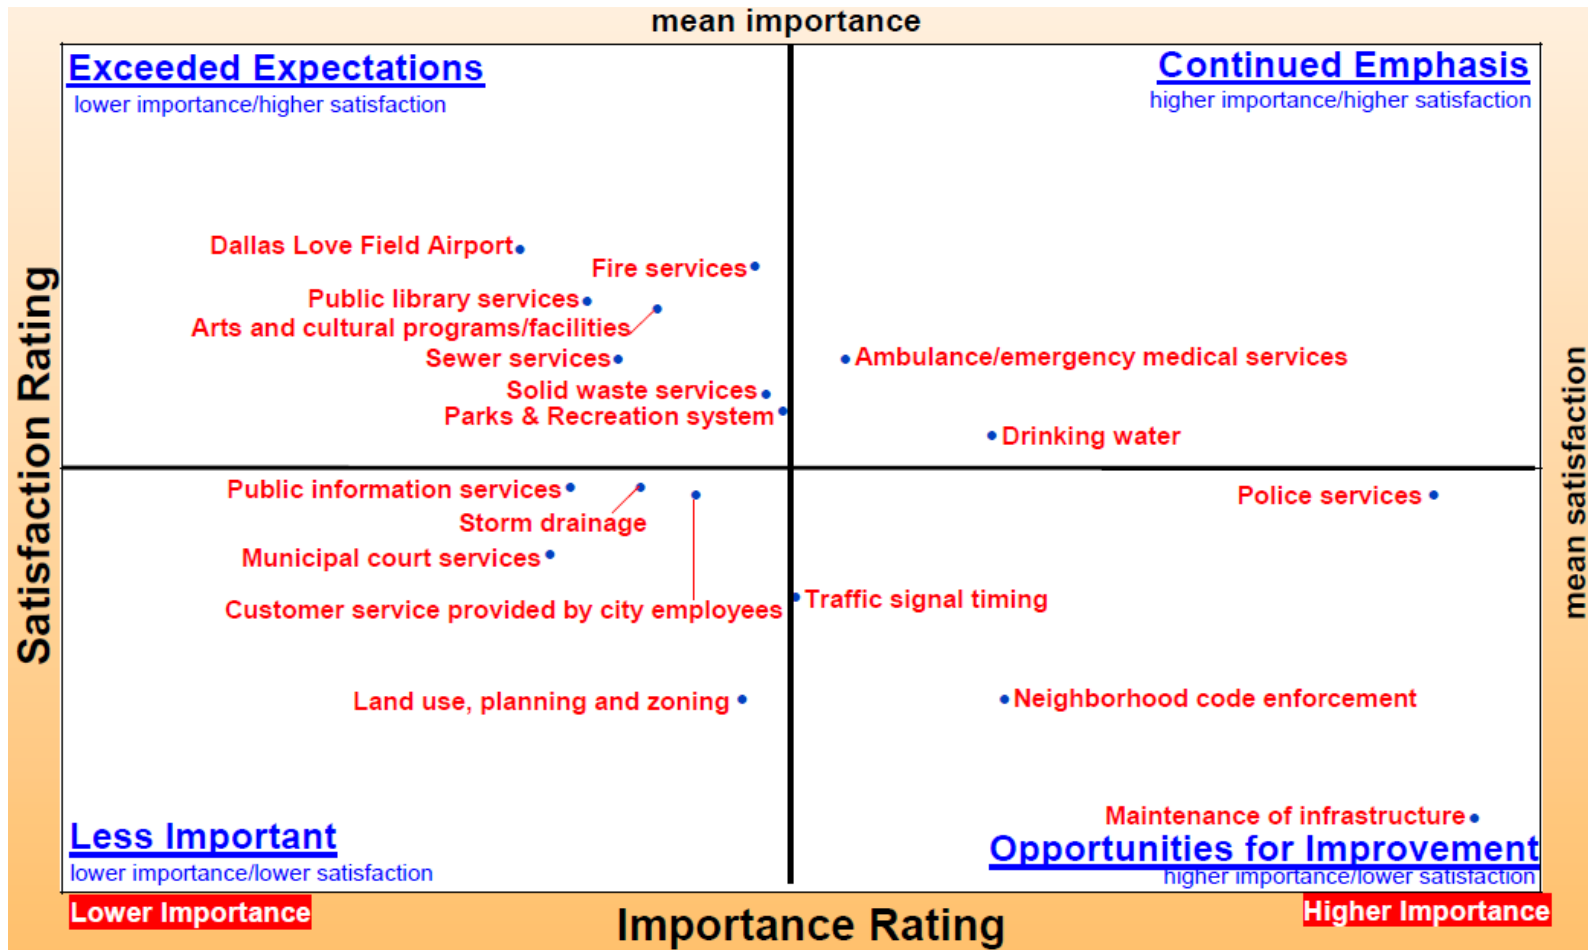 mean importance
Exceeded Expectations
lower importance/higher satisfaction
Continued Emphasis
higher importance/higher satisfaction
Dallas Love Field Airport
Fire services
Public library services
Arts and cultural programs/facilities
Sewer services
Solid waste services
Parks & Recreation system
Ambulance/emergency medical services
Drinking water
Satisfaction Rating
mean satisfaction
Public information services
Storm drainage
Municipal court services
Customer service provided by city employees
Land use, planning and zoning
Police services
Traffic signal timing
Neighborhood code enforcement
Maintenance of infrastructure
Less Important
lower importance/lower satisfaction
Opportunities for Improvement
higher importance/lower satisfaction
Lower Importance
Importance Rating
Higher Importance